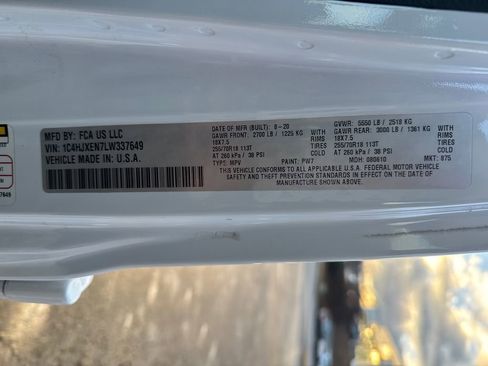 MFD BY: FCA US LLC
VIN: 1C4HJXEN7LW337649
VEHICLE MADE IN U.S.A.
DATE OF MFR (BUILT): 8-20
GAWR FRONT: 2700 LB / 1225 KG WITH
18X7.5 RIMS
255/70R18 113T TIRES
AT 260 kPa / 38 PSI COLD
TYPE: MPV PAINT: PW7
GVWR: 5550 LB / 2518 KG
GAWR REAR: 3000 LB / 1361 KG WITH
18X7.5 RIMS
255/70R18 113T TIRES
AT 260 kPa / 38 PSI COLD
MDH: 080610 MKT: 875
THIS VEHICLE CONFORMS TO ALL APPLICABLE U.S.A. FEDERAL MOTOR VEHICLE
SAFETY AND THEFT PREVENTION STANDARDS IN EFFECT ON THE DATE OF
MANUFACTURE SHOWN ABOVE.
7649